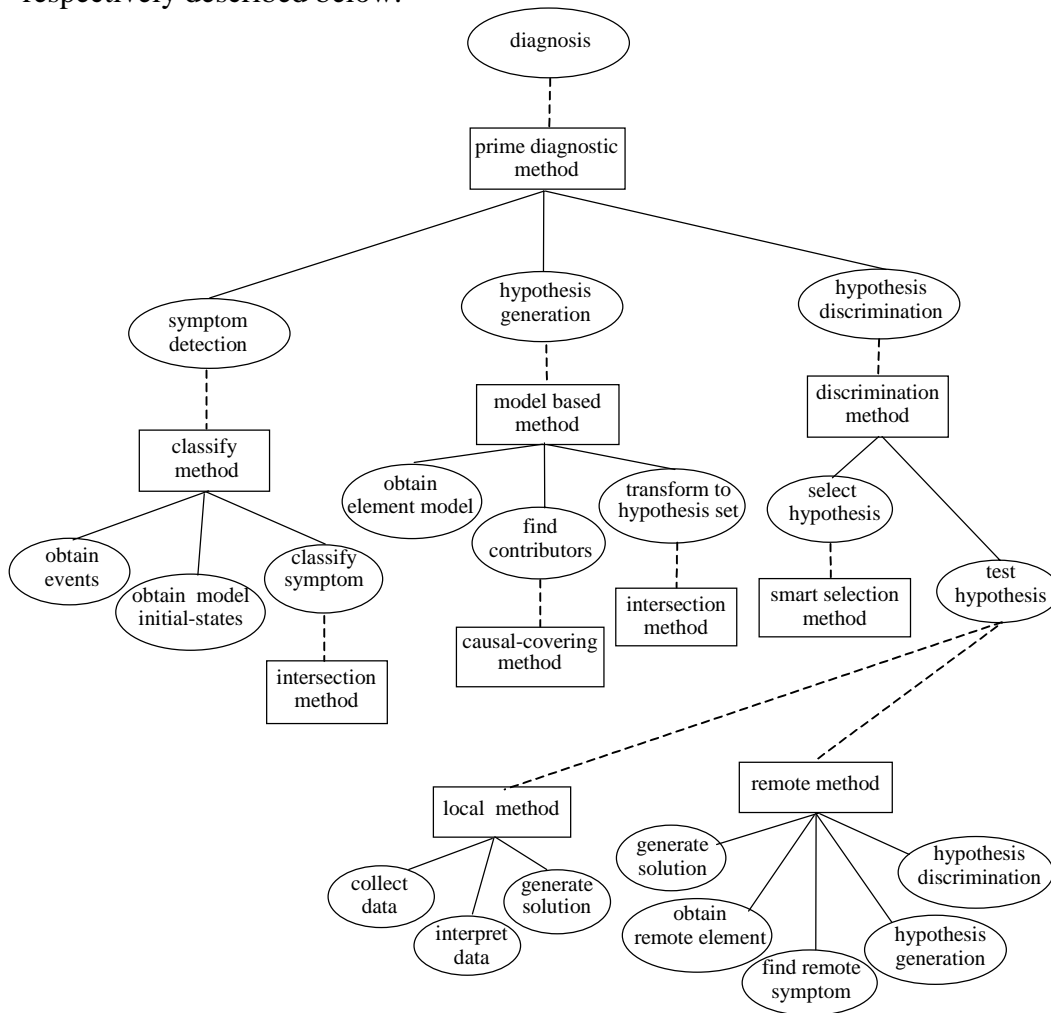 respectively described below.
diagnosis
prime diagnostic
method
symptom
detection
hypothesis
generation
hypothesis
discrimination
classify
method
model based
method
discrimination
method
obtain
events
obtain model
initial-states
classify
symptom
intersection
method
obtain
element model
find
contributors
causal-covering
method
transform to
hypothesis set
intersection
method
select
hypothesis
smart selection
method
test
hypothesis
local method
remote method
collect
data
interpret
data
generate
solution
generate
solution
obtain
remote element
find remote
symptom
hypothesis
generation
hypothesis
discrimination